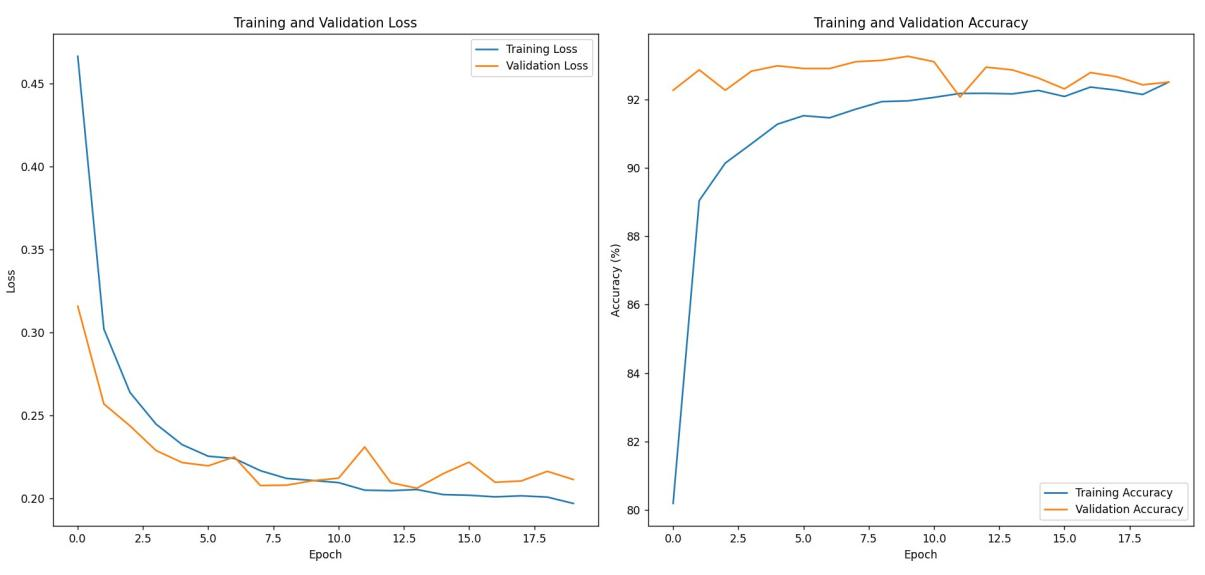 Training and Validation Loss
Training Loss
Validation Loss
0.45
0.40
0.35
0.30
0.25
0.20
Loss
0.0 2.5 5.0 7.5 10.0 12.5 15.0 17.5
Epoch
Training and Validation Accuracy
92
90
88
86
84
82
80
Accuracy (%)
Training Accuracy
Validation Accuracy
0.0 2.5 5.0 7.5 10.0 12.5 15.0 17.5
Epoch